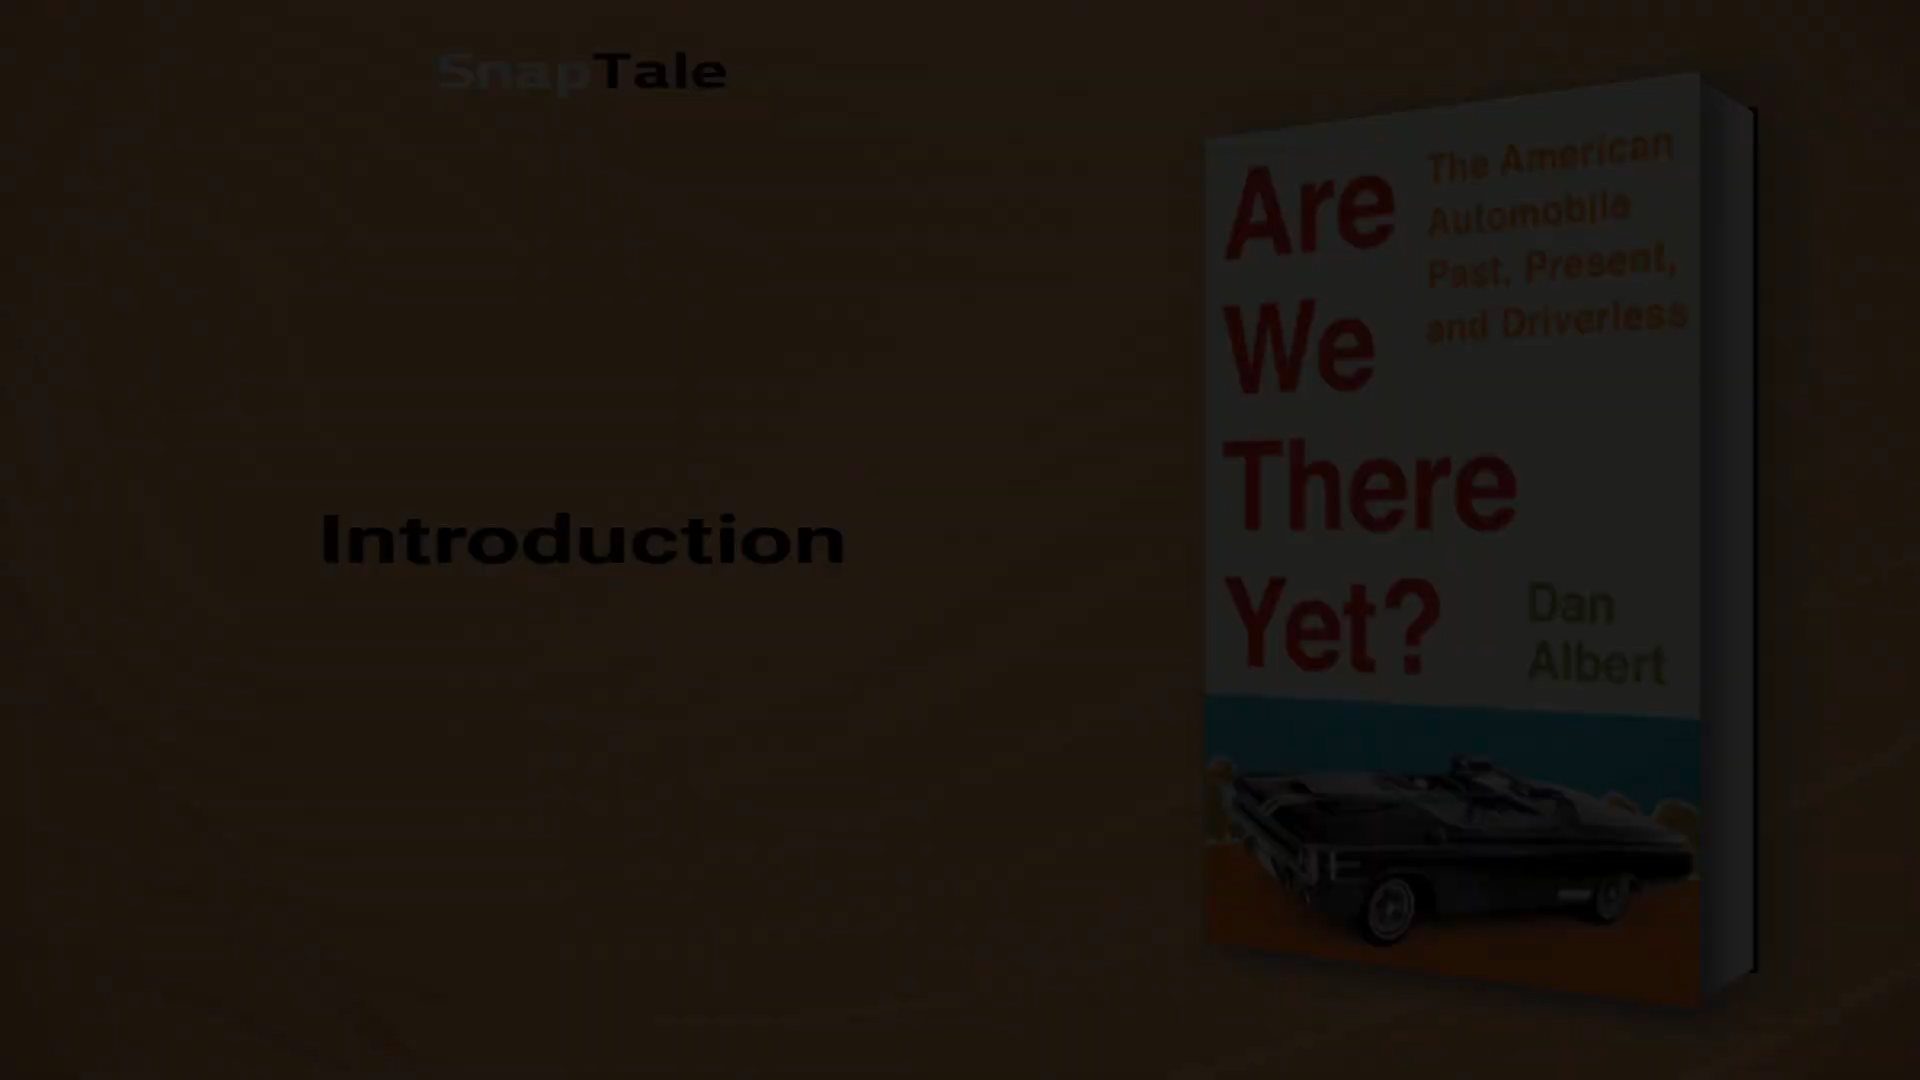 SnapTale
Introduction
Are
We
There
Yet?
The American
Automobile
Past, Present,
and Driverless
Dan
Albert